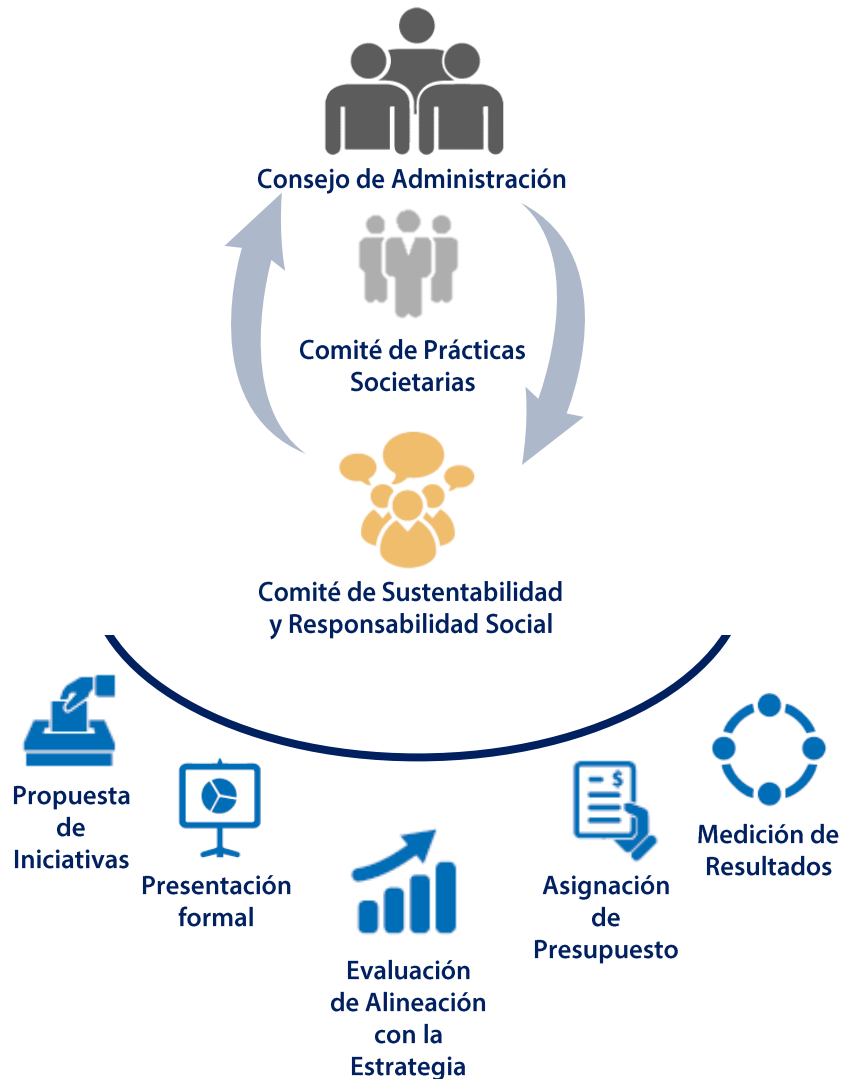 Consejo de Administración
Comité de Prácticas
Societarias
Comité de Sustentabilidad
y Responsabilidad Social
Propuesta
de
Iniciativas
Presentación
formal
Evaluación
de Alineación
con la
Estrategia
$
Asignación
de
Presupuesto
Medición de
Resultados